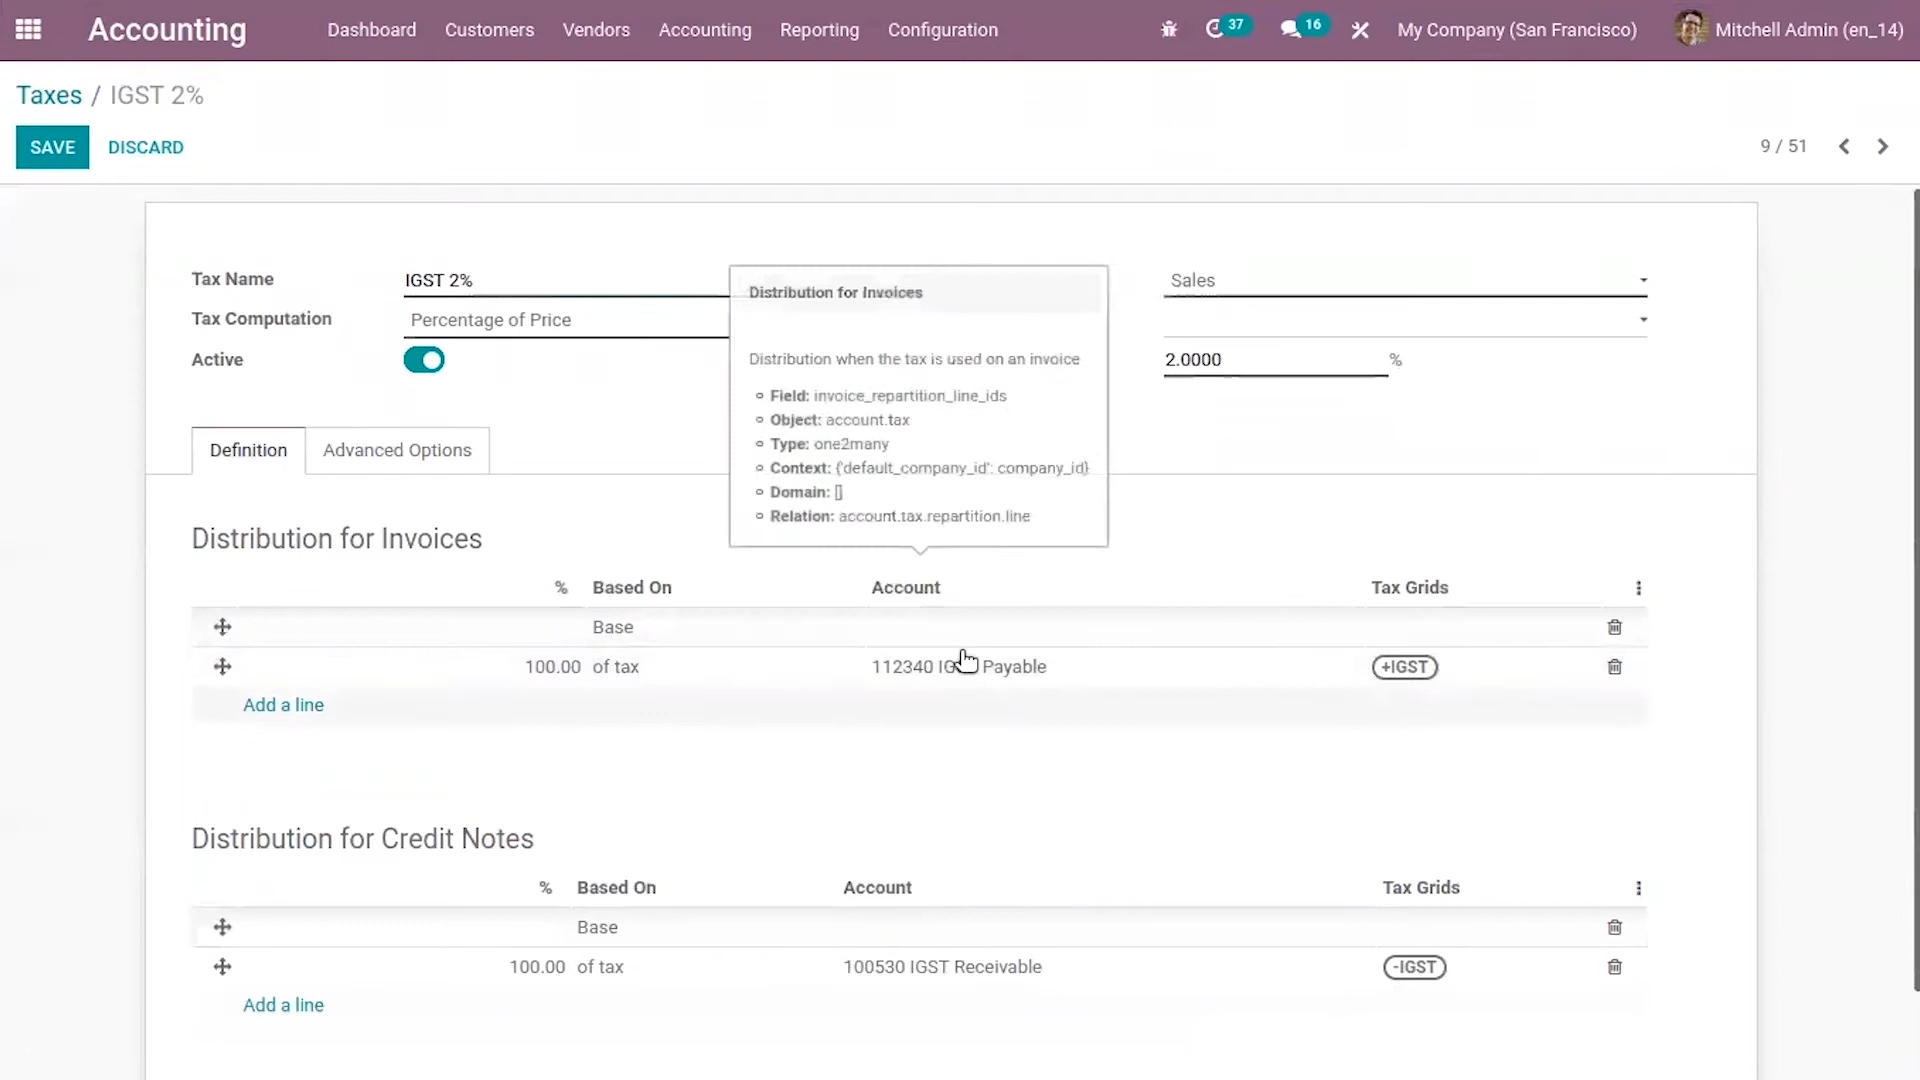 Accounting Dashboard Customers Vendors Accounting Reporting Configuration 37 16 My Company (San Francisco) Mitchell Admin (en_14)
Taxes / IGST 2%
SAVE DISCARD 9 / 51
Tax Name IGST 2% Sales
Tax Computation Percentage of Price
Active 2.0000 %
Distribution for Invoices
Distribution when the tax is used on an invoice
Field: invoice_repartition_line_ids
Object: account.tax
Type: one2many
Context: {'default_company_id': company_id}
Domain: []
Relation: account.tax.repartition.line
Definition Advanced Options
Distribution for Invoices
% Based On Account Tax Grids
Base
100.00 of tax 112340 Payable +IGST
Add a line
Distribution for Credit Notes
% Based On Account Tax Grids
Base
100.00 of tax 100530 IGST Receivable -IGST
Add a line